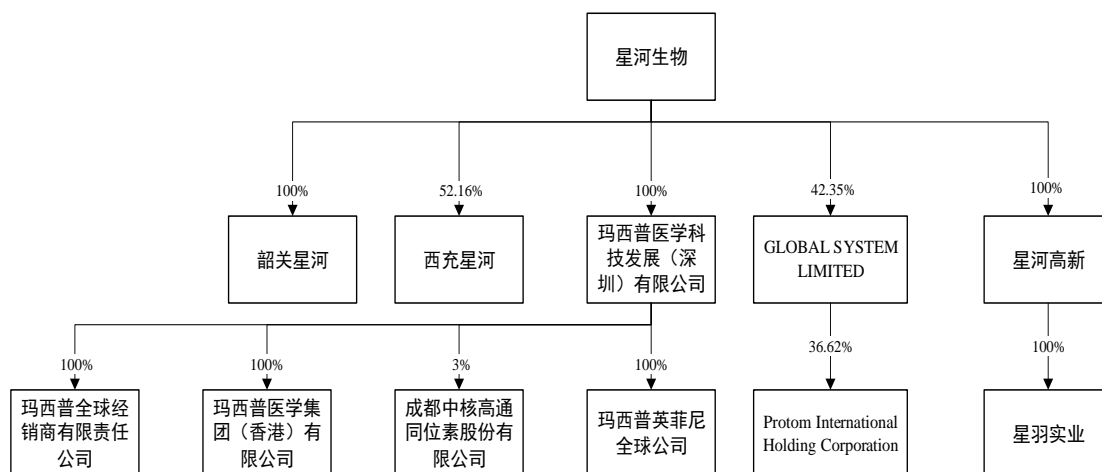 星河生物
100%
52.16%
100%
42.35%
100%
韶关星河
西充星河
玛西普医学科
技发展（深
圳）有限公司
GLOBAL SYSTEM
LIMITED
星河高新
100%
100%
3%
100%
36.62%
100%
玛西普全球经
销商有限责任
公司
玛西普医学集
团（香港）有
限公司
成都中核高通
同位素股份有
限公司
玛西普英菲尼
全球公司
Protom International
Holding Corporation
星羽实业